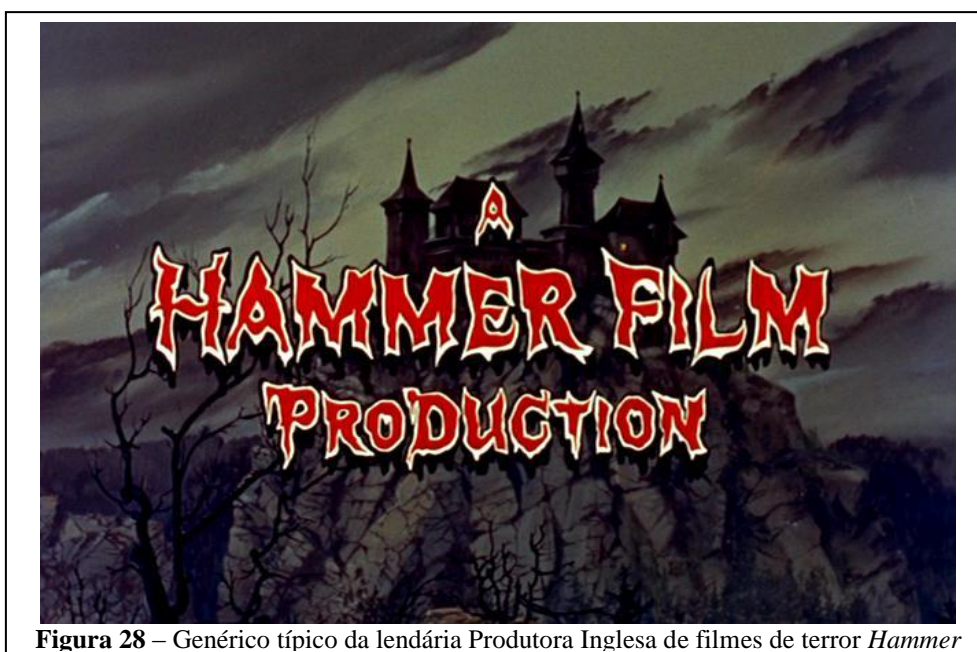 A
HAMMER FILM
PRODUCTION
Figura 28 – Genérico típico da lendária Produtora Inglesa de filmes de terror Hammer